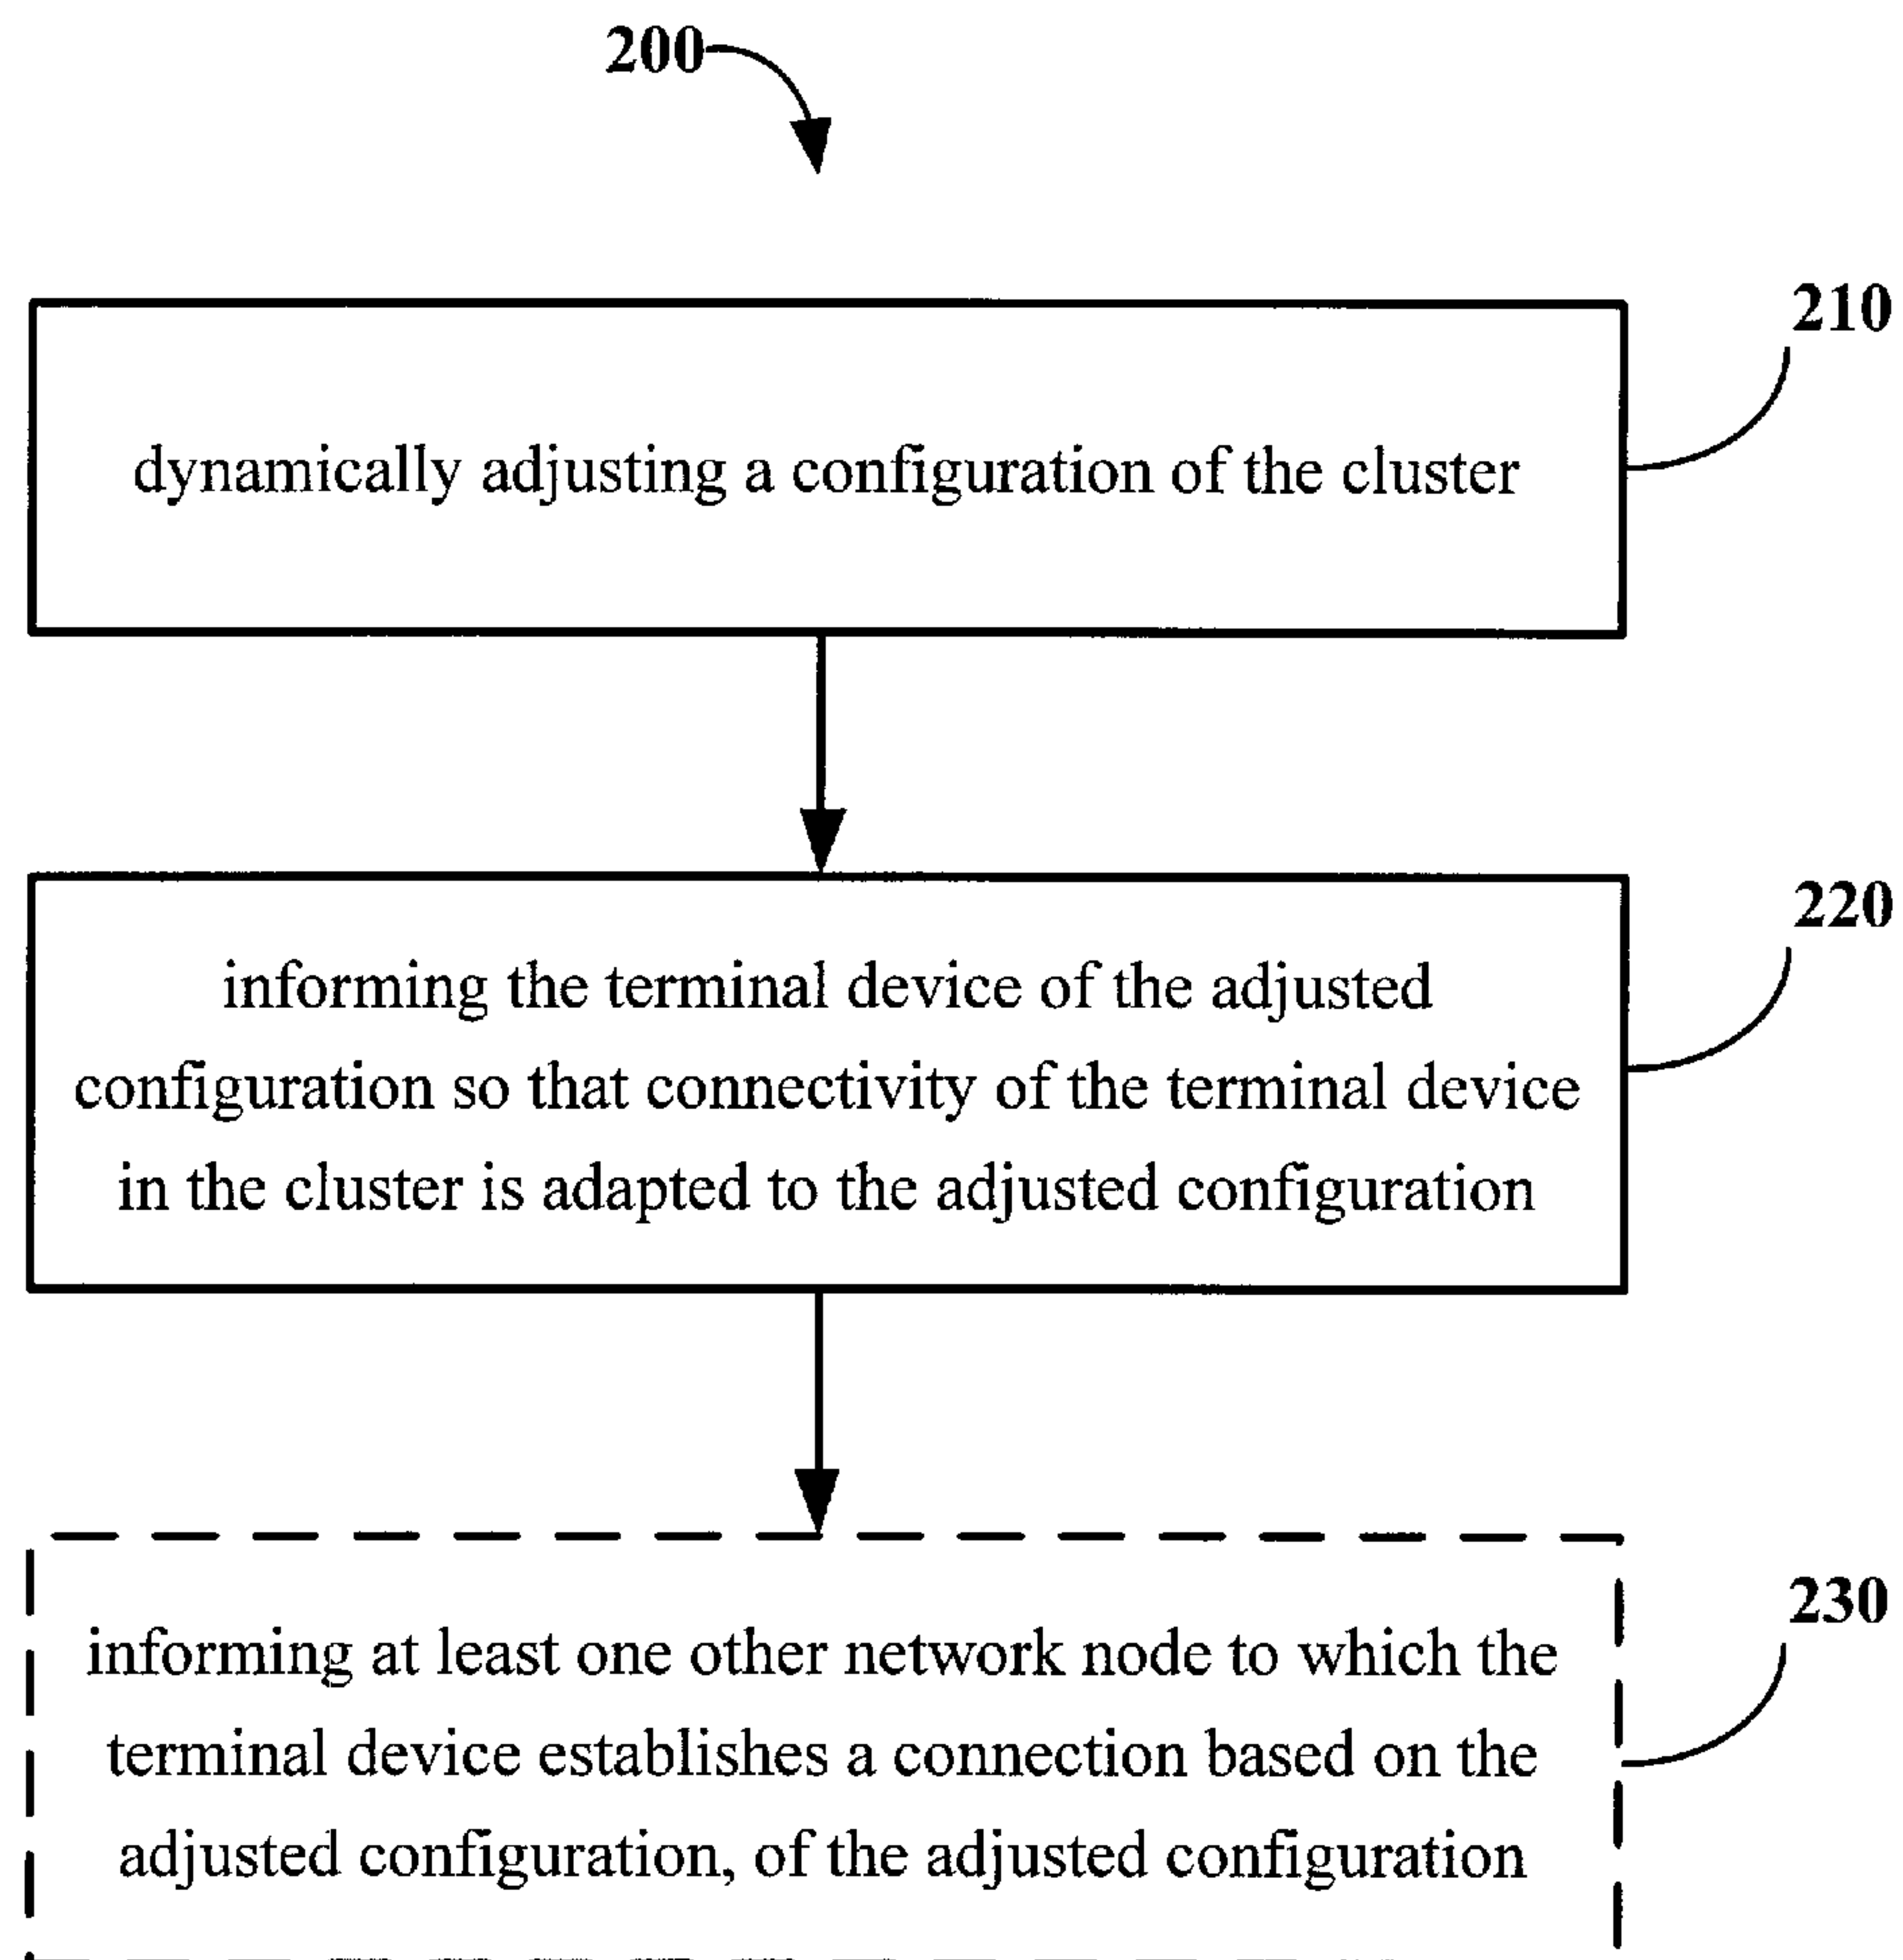 200
210
dynamically adjusting a configuration of the cluster
220
informing the terminal device of the adjusted
configuration so that connectivity of the terminal device
in the cluster is adapted to the adjusted configuration
230
informing at least one other network node to which the
terminal device establishes a connection based on the
adjusted configuration, of the adjusted configuration